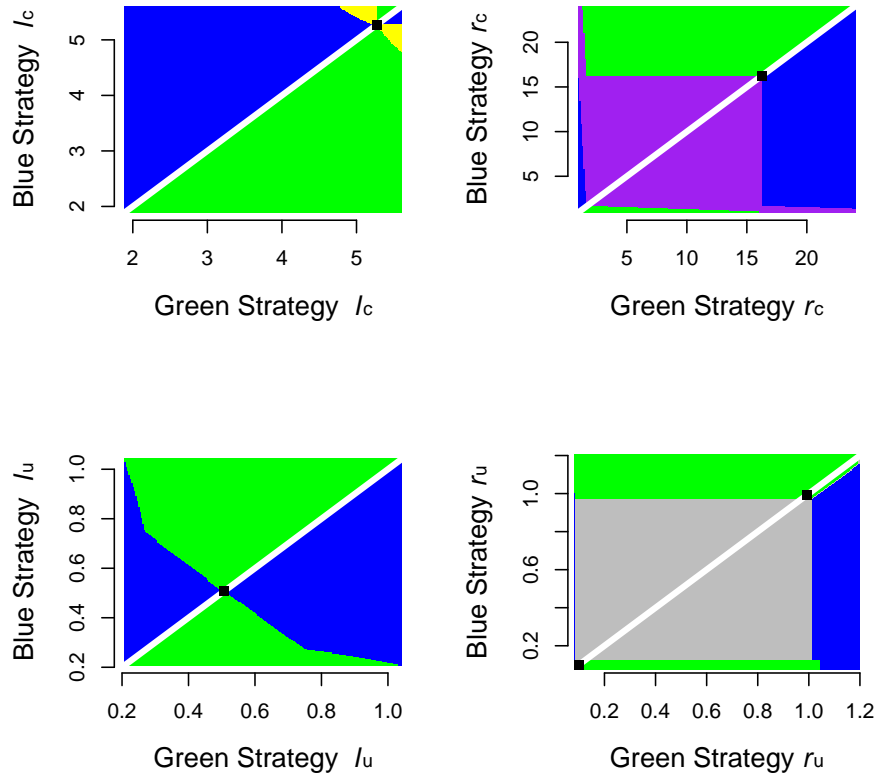 Blue Strategy lc
2 3 4 5
2 3 4 5
Green Strategy lc
Blue Strategy rc
5 10 15 20
5 10 15 20
Green Strategy rc
Blue Strategy lu
0.2 0.4 0.6 0.8 1.0
0.2 0.4 0.6 0.8 1.0
Green Strategy lu
Blue Strategy ru
0.2 0.6 1.0
0.2 0.4 0.6 0.8 1.0 1.2
Green Strategy ru